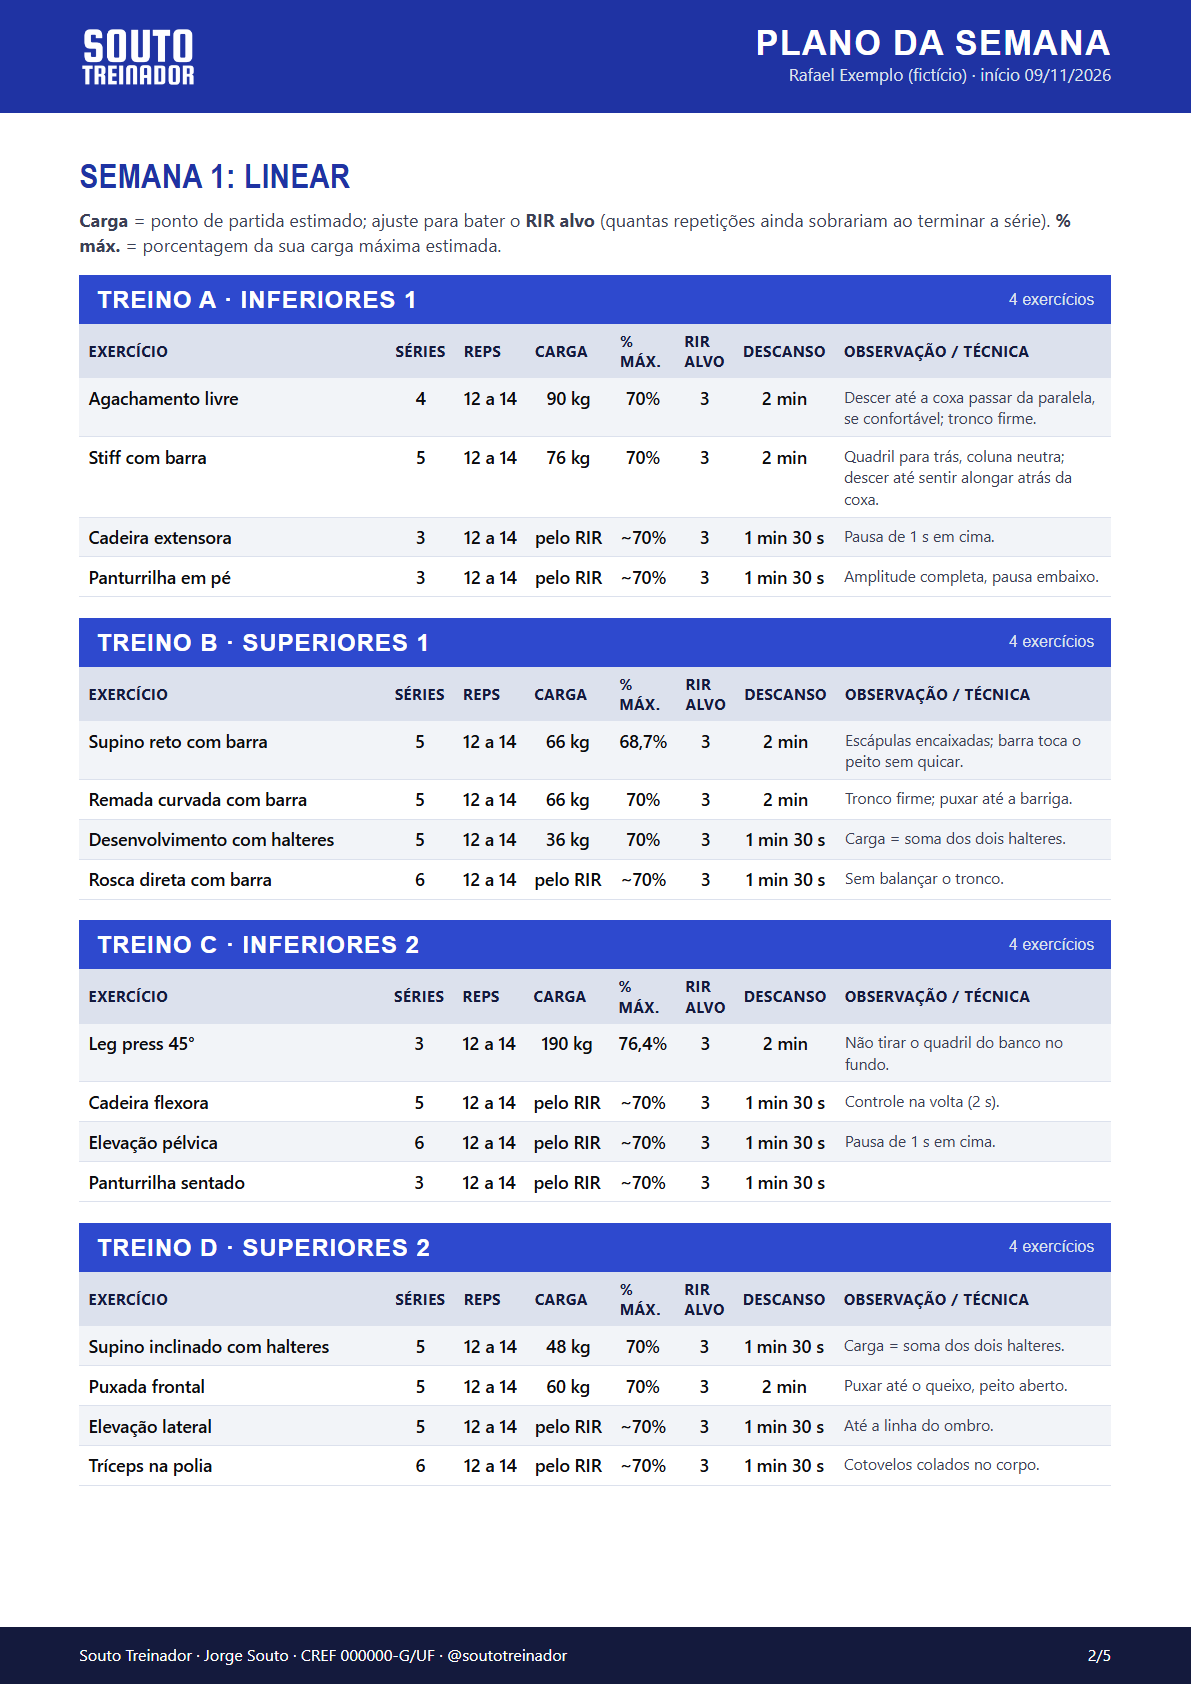 SOUTO
TREINADOR
PLANO DA SEMANA
Rafael Exemplo (fictício) · início 09/11/2026
SEMANA 1: LINEAR
Carga = ponto de partida estimado; ajuste para bater o RIR alvo (quantas repetições ainda sobrariam ao terminar a série). %
máx. = porcentagem da sua carga máxima estimada.
TREINO A · INFERIORES 1 4 exercícios
EXERCÍCIO SÉRIES REPS CARGA % MÁX. RIR ALVO DESCANSO OBSERVAÇÃO / TÉCNICA
Agachamento livre 4 12 a 14 90 kg 70% 3 2 min Descer até a coxa passar da paralela,
se confortável; tronco firme.
Stiff com barra 5 12 a 14 76 kg 70% 3 2 min Quadril para trás, coluna neutra;
descer até sentir alongar atrás da
coxa.
Cadeira extensora 3 12 a 14 pelo RIR ~70% 3 1 min 30 s Pausa de 1 s em cima.
Panturrilha em pé 3 12 a 14 pelo RIR ~70% 3 1 min 30 s Amplitude completa, pausa embaixo.
TREINO B · SUPERIORES 1 4 exercícios
EXERCÍCIO SÉRIES REPS CARGA % MÁX. RIR ALVO DESCANSO OBSERVAÇÃO / TÉCNICA
Supino reto com barra 5 12 a 14 66 kg 68,7% 3 2 min Escápulas encaixadas; barra toca o
peito sem quicar.
Remada curvada com barra 5 12 a 14 66 kg 70% 3 2 min Tronco firme; puxar até a barriga.
Desenvolvimento com halteres 5 12 a 14 36 kg 70% 3 1 min 30 s Carga = soma dos dois halteres.
Rosca direta com barra 6 12 a 14 pelo RIR ~70% 3 1 min 30 s Sem balançar o tronco.
TREINO C · INFERIORES 2 4 exercícios
EXERCÍCIO SÉRIES REPS CARGA % MÁX. RIR ALVO DESCANSO OBSERVAÇÃO / TÉCNICA
Leg press 45° 3 12 a 14 190 kg 76,4% 3 2 min Não tirar o quadril do banco no
fundo.
Cadeira flexora 5 12 a 14 pelo RIR ~70% 3 1 min 30 s Controle na volta (2 s).
Elevação pélvica 6 12 a 14 pelo RIR ~70% 3 1 min 30 s Pausa de 1 s em cima.
Panturrilha sentado 3 12 a 14 pelo RIR ~70% 3 1 min 30 s
TREINO D · SUPERIORES 2 4 exercícios
EXERCÍCIO SÉRIES REPS CARGA % MÁX. RIR ALVO DESCANSO OBSERVAÇÃO / TÉCNICA
Supino inclinado com halteres 5 12 a 14 48 kg 70% 3 1 min 30 s Carga = soma dos dois halteres.
Puxada frontal 5 12 a 14 60 kg 70% 3 2 min Puxar até o queixo, peito aberto.
Elevação lateral 5 12 a 14 pelo RIR ~70% 3 1 min 30 s Até a linha do ombro.
Tríceps na polia 6 12 a 14 pelo RIR ~70% 3 1 min 30 s Cotovelos colados no corpo.
Souto Treinador · Jorge Souto · CREF 000000-G/UF · @soutotreinador 2/5